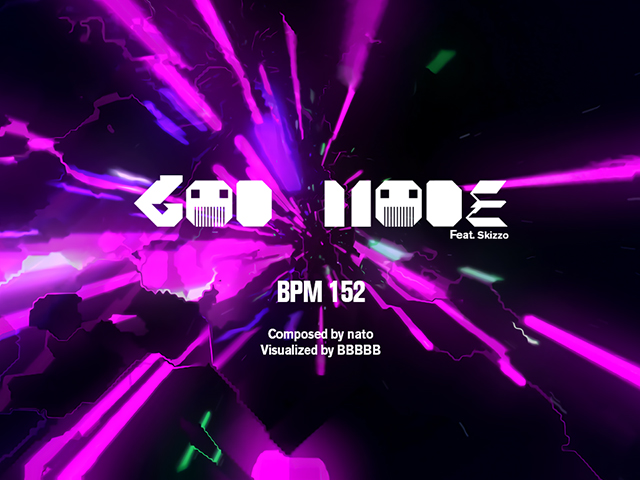 GOD MODE
Feat. Skizzo
BPM 152
Composed by nato
Visualized by BBBBB